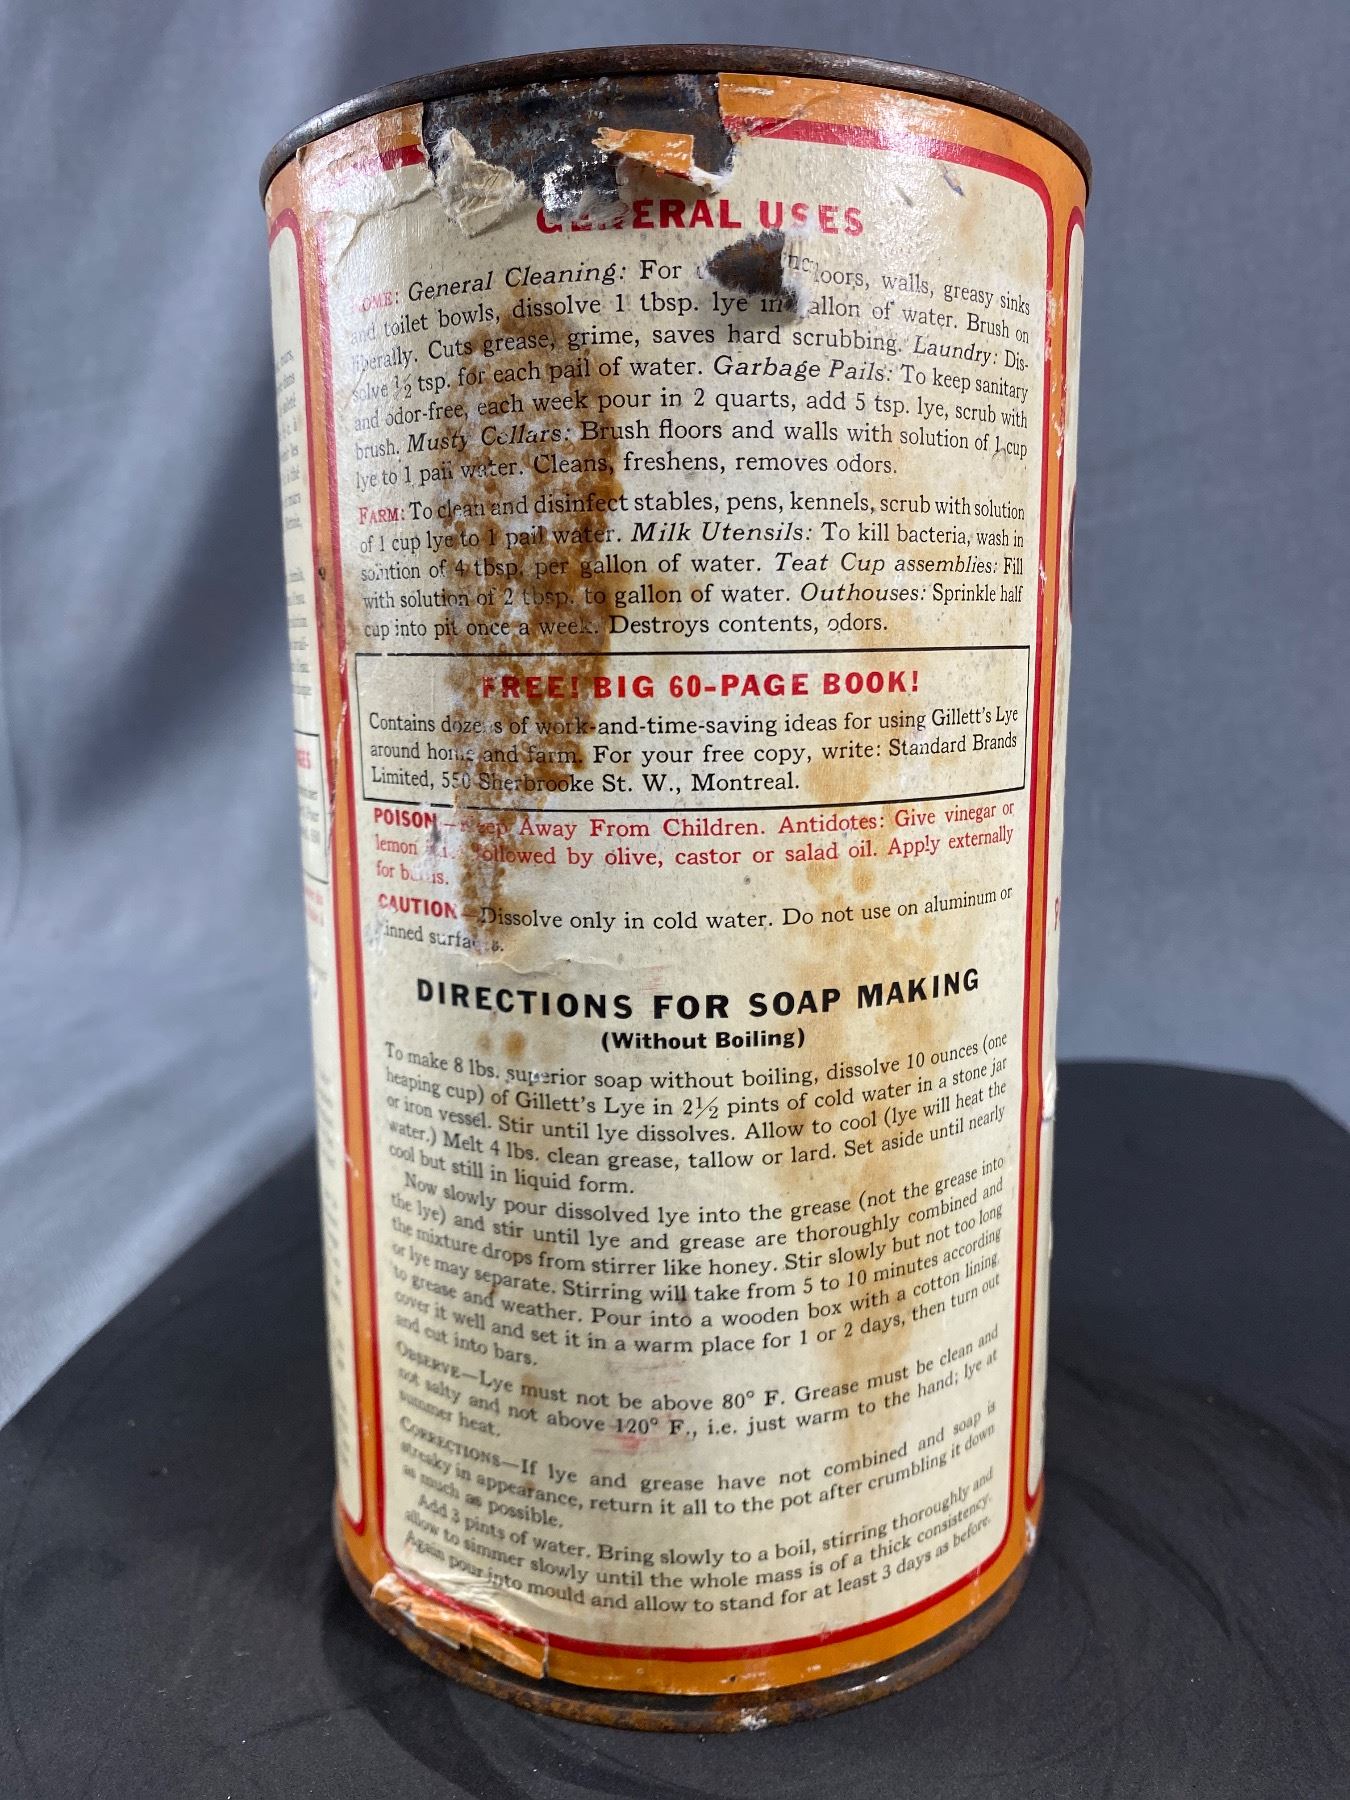 GENERAL USES
HOME: General Cleaning: For floors, walls, greasy sinks
and toilet bowls, dissolve 1 tbsp. lye in gallon of water. Brush on
liberally. Cuts grease, grime, saves hard scrubbing. Laundry: Dis-
solve ½ tsp. for each pail of water. Garbage Pails: To keep sanitary
and odor-free, each week pour in 2 quarts, add 5 tsp. lye, scrub with
brush. Musty Cellars: Brush floors and walls with solution of 1 cup
lye to 1 pail water. Cleans, freshens, removes odors.
FARM: To clean and disinfect stables, pens, kennels, scrub with solution
of 1 cup lye to 1 pail water. Milk Utensils: To kill bacteria, wash in
solution of 4 tbsp. per gallon of water. Teat Cup assemblies: Fill
with solution of 2 tbsp. to gallon of water. Outhouses: Sprinkle half
cup into pit once a week. Destroys contents, odors.
FREE! BIG 60-PAGE BOOK!
Contains dozens of work-and-time-saving ideas for using Gillett's Lye
around home and farm. For your free copy, write: Standard Brands
Limited, 550 Sherbrooke St. W., Montreal.
POISON—Keep Away From Children. Antidotes: Give vinegar or
lemon followed by olive, castor or salad oil. Apply externally
for burns.
CAUTION—Dissolve only in cold water. Do not use on aluminum or
tinned surfaces.
DIRECTIONS FOR SOAP MAKING
(Without Boiling)
To make 8 lbs. superior soap without boiling, dissolve 10 ounces (one
heaping cup) of Gillett's Lye in 2½ pints of cold water in a stone jar
or iron vessel. Stir until lye dissolves. Allow to cool (lye will heat the
water.) Melt 4 lbs. clean grease, tallow or lard. Set aside until nearly
cool but still in liquid form.
Now slowly pour dissolved lye into the grease (not the grease into
the lye) and stir until lye and grease are thoroughly combined and
the mixture drops from stirrer like honey. Stir slowly but not too long
or lye may separate. Stirring will take from 5 to 10 minutes according
to grease and weather. Pour into a wooden box with a cotton lining,
cover it well and set it in a warm place for 1 or 2 days, then turn out
and cut into bars.
OBSERVE—Lye must not be above 80° F. Grease must be clean and
not salty and not above 120° F., i.e. just warm to the hand; lye at
summer heat.
CORRECTIONS—If lye and grease have not combined and soap is
streaky in appearance, return it all to the pot after crumbling it down
as much as possible.
Add 3 pints of water. Bring slowly to a boil, stirring thoroughly and
allow to simmer slowly until the whole mass is of a thick consistency.
Again pour into mould and allow to stand for at least 3 days as before.